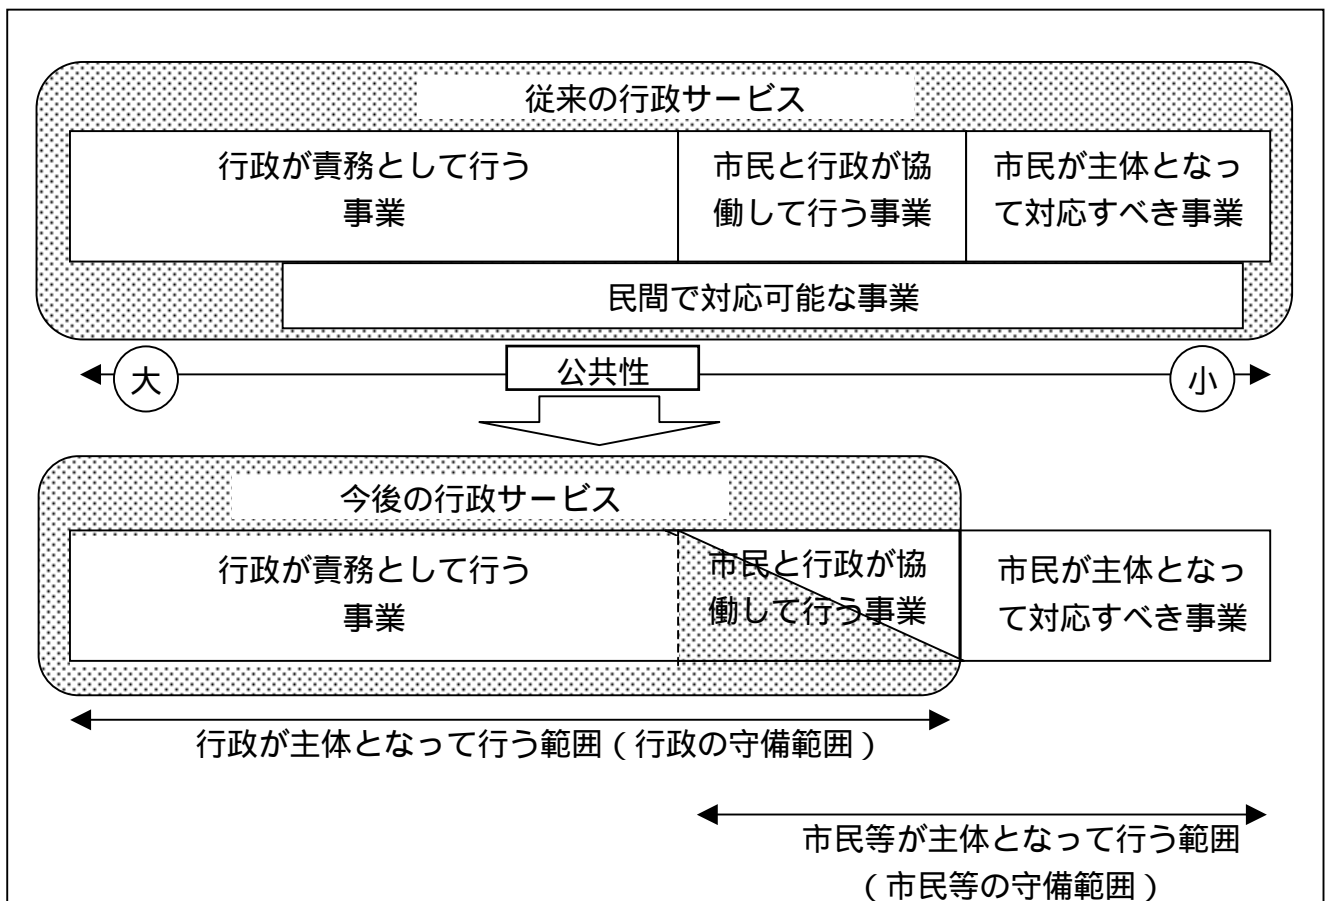 従来の行政サービス
行政が責務として行う
事業
市民と行政が協
働して行う事業
市民が主体となっ
て対応すべき事業
民間で対応可能な事業
大
公共性
小
今後の行政サービス
行政が責務として行う
事業
市民と行政が協
働して行う事業
市民が主体となっ
て対応すべき事業
行政が主体となって行う範囲（行政の守備範囲）
市民等が主体となって行う範囲
（市民等の守備範囲）